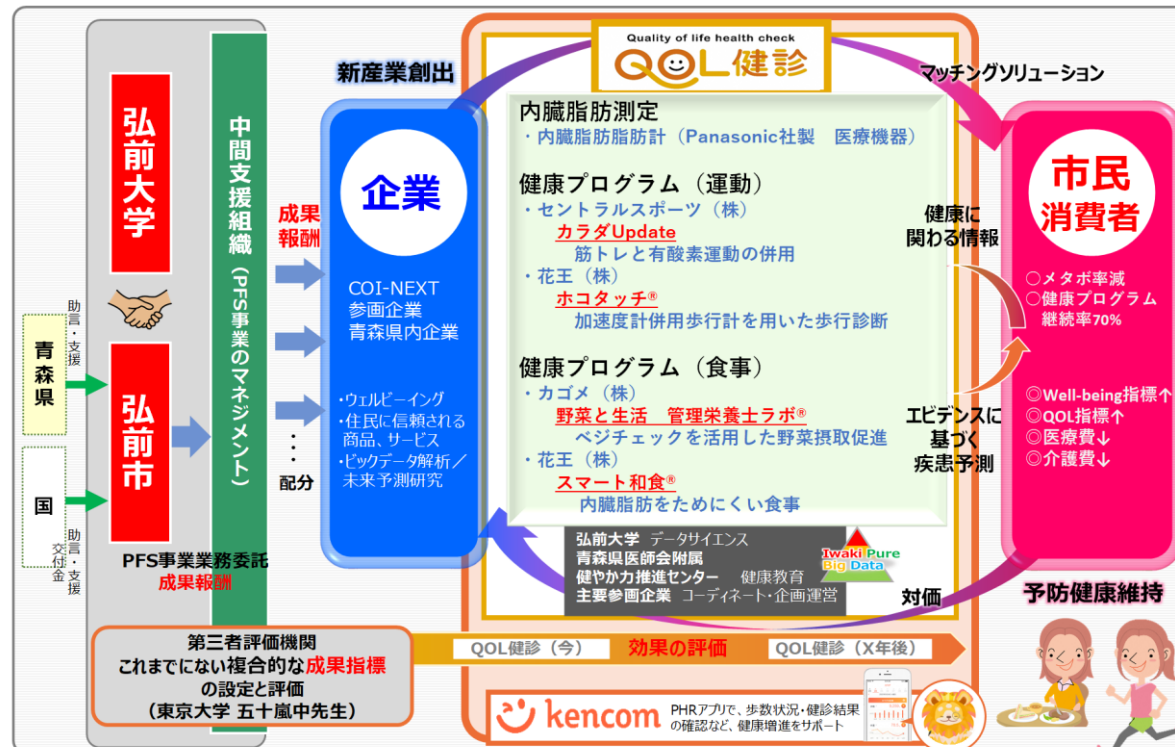 Quality of life health check
QOL健診
新産業創出
マッチングソリューション
弘前大学
弘前市
青森県
国
助言・支援
助言・支援
交付金
中間支援組織（PFS事業のマネジメント）
PFS事業業務委託
成果報酬
成果
報酬
・・・
配分
企業
COI-NEXT
参画企業
青森県内企業
・ウェルビーイング
・住民に信頼される
商品、サービス
・ビックデータ解析／
未来予測研究
内臓脂肪測定
・内臓脂肪脂肪計（Panasonic社製　医療機器）
健康プログラム（運動）
・セントラルスポーツ（株）
カラダUpdate
筋トレと有酸素運動の併用
・花王（株）
ホコタッチ®
加速度計併用歩行計を用いた歩行診断
健康プログラム（食事）
・カゴメ（株）
野菜と生活　管理栄養士ラボ®
ベジチェックを活用した野菜摂取促進
・花王（株）
スマート和食®
内臓脂肪をためにくい食事
弘前大学 データサイエンス
青森県医師会附属
健やか力推進センター　健康教育
主要参画企業 コーディネート・企画運営
Iwaki Pure
Big Data
健康に
関わる情報
エビデンスに
基づく
疾患予測
対価
市民
消費者
○メタボ率減
○健康プログラム
継続率70%
◎Well-being指標↑
◎QOL指標↑
◎医療費↓
◎介護費↓
予防健康維持
第三者評価機関
これまでにない複合的な成果指標
の設定と評価
（東京大学 五十嵐中先生）
QOL健診（今）
効果の評価
QOL健診（X年後）
kencom
PHRアプリで、歩数状況・健診結果
の確認など、健康増進をサポート